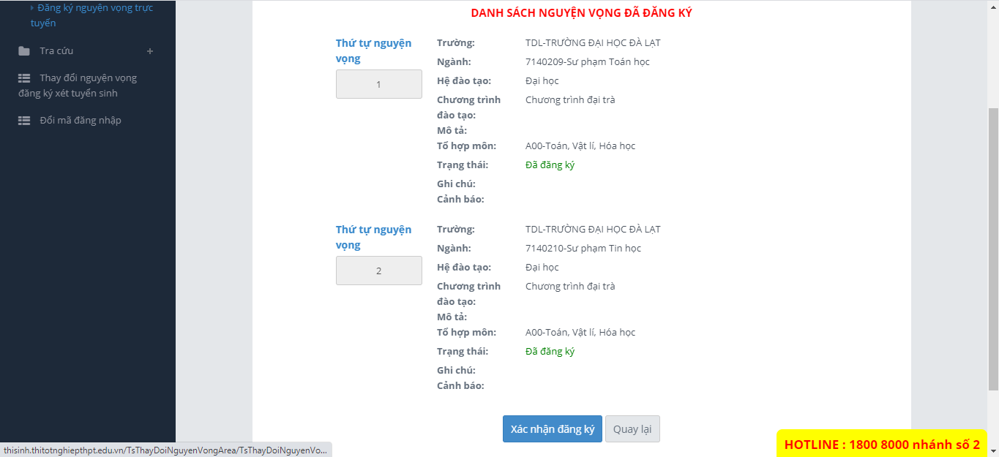 Đăng ký nguyện vọng trực
tuyến
Tra cứu +
Thay đổi nguyện vọng
đăng ký xét tuyển sinh
Đổi mã đăng nhập
DANH SÁCH NGUYỆN VỌNG ĐÃ ĐĂNG KÝ
Thứ tự nguyện
vọng
1
Trường: TDL-TRƯỜNG ĐẠI HỌC ĐÀ LẠT
Ngành: 7140209-Sư phạm Toán học
Hệ đào tạo: Đại học
Chương trình Chương trình đại trà
đào tạo:
Mô tả:
Tổ hợp môn: A00-Toán, Vật lí, Hóa học
Trạng thái: Đã đăng ký
Ghi chú:
Cảnh báo:
Thứ tự nguyện
vọng
2
Trường: TDL-TRƯỜNG ĐẠI HỌC ĐÀ LẠT
Ngành: 7140210-Sư phạm Tin học
Hệ đào tạo: Đại học
Chương trình Chương trình đại trà
đào tạo:
Mô tả:
Tổ hợp môn: A00-Toán, Vật lí, Hóa học
Trạng thái: Đã đăng ký
Ghi chú:
Cảnh báo:
Xác nhận đăng ký Quay lại
HOTLINE : 1800 8000 nhánh số 2
thisinh.thitotnghiepthpt.edu.vn/TsThayDoiNguyenVongArea/TsThayDoiNguyenVo...